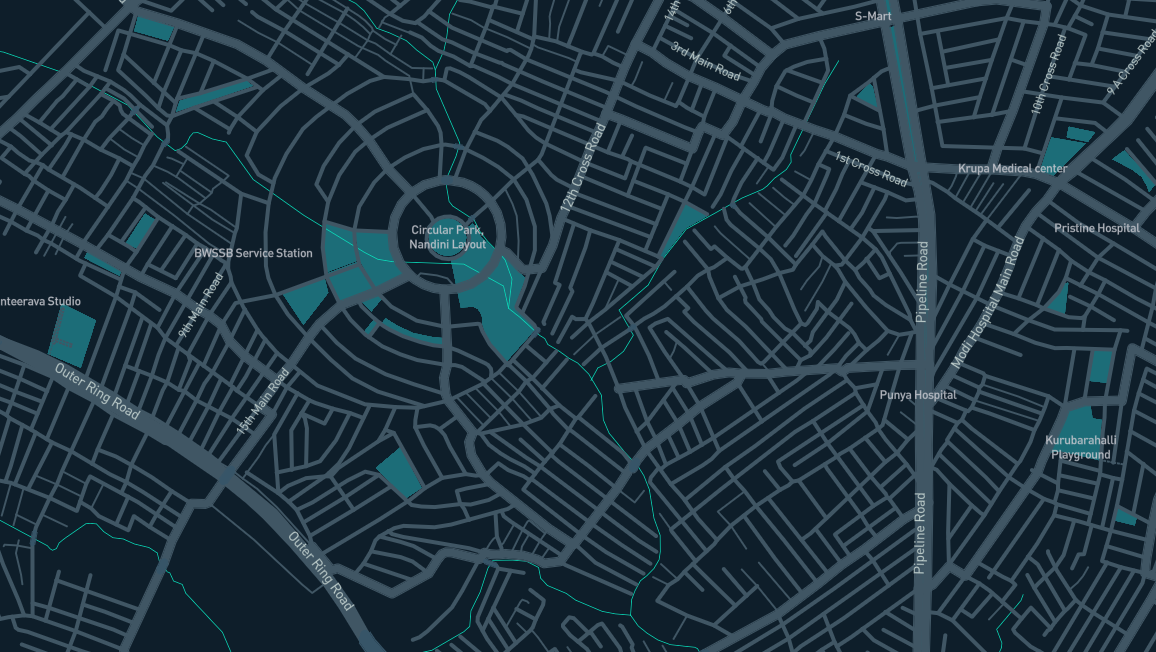 S-Mart
14th
6th
3rd Main Road
10th Cross Road
9 A Cross Road
12th Cross Road
1st Cross Road
Krupa Medical center
Circular Park,
Nandini Layout
Pristine Hospital
BWSSB Service Station
Pipeline Road
Modi Hospital Main Road
nteerava Studio
9th Main Road
Outer Ring Road
15th Main Road
Punya Hospital
Kurubarahalli
Playground
Pipeline Road
Outer Ring Road